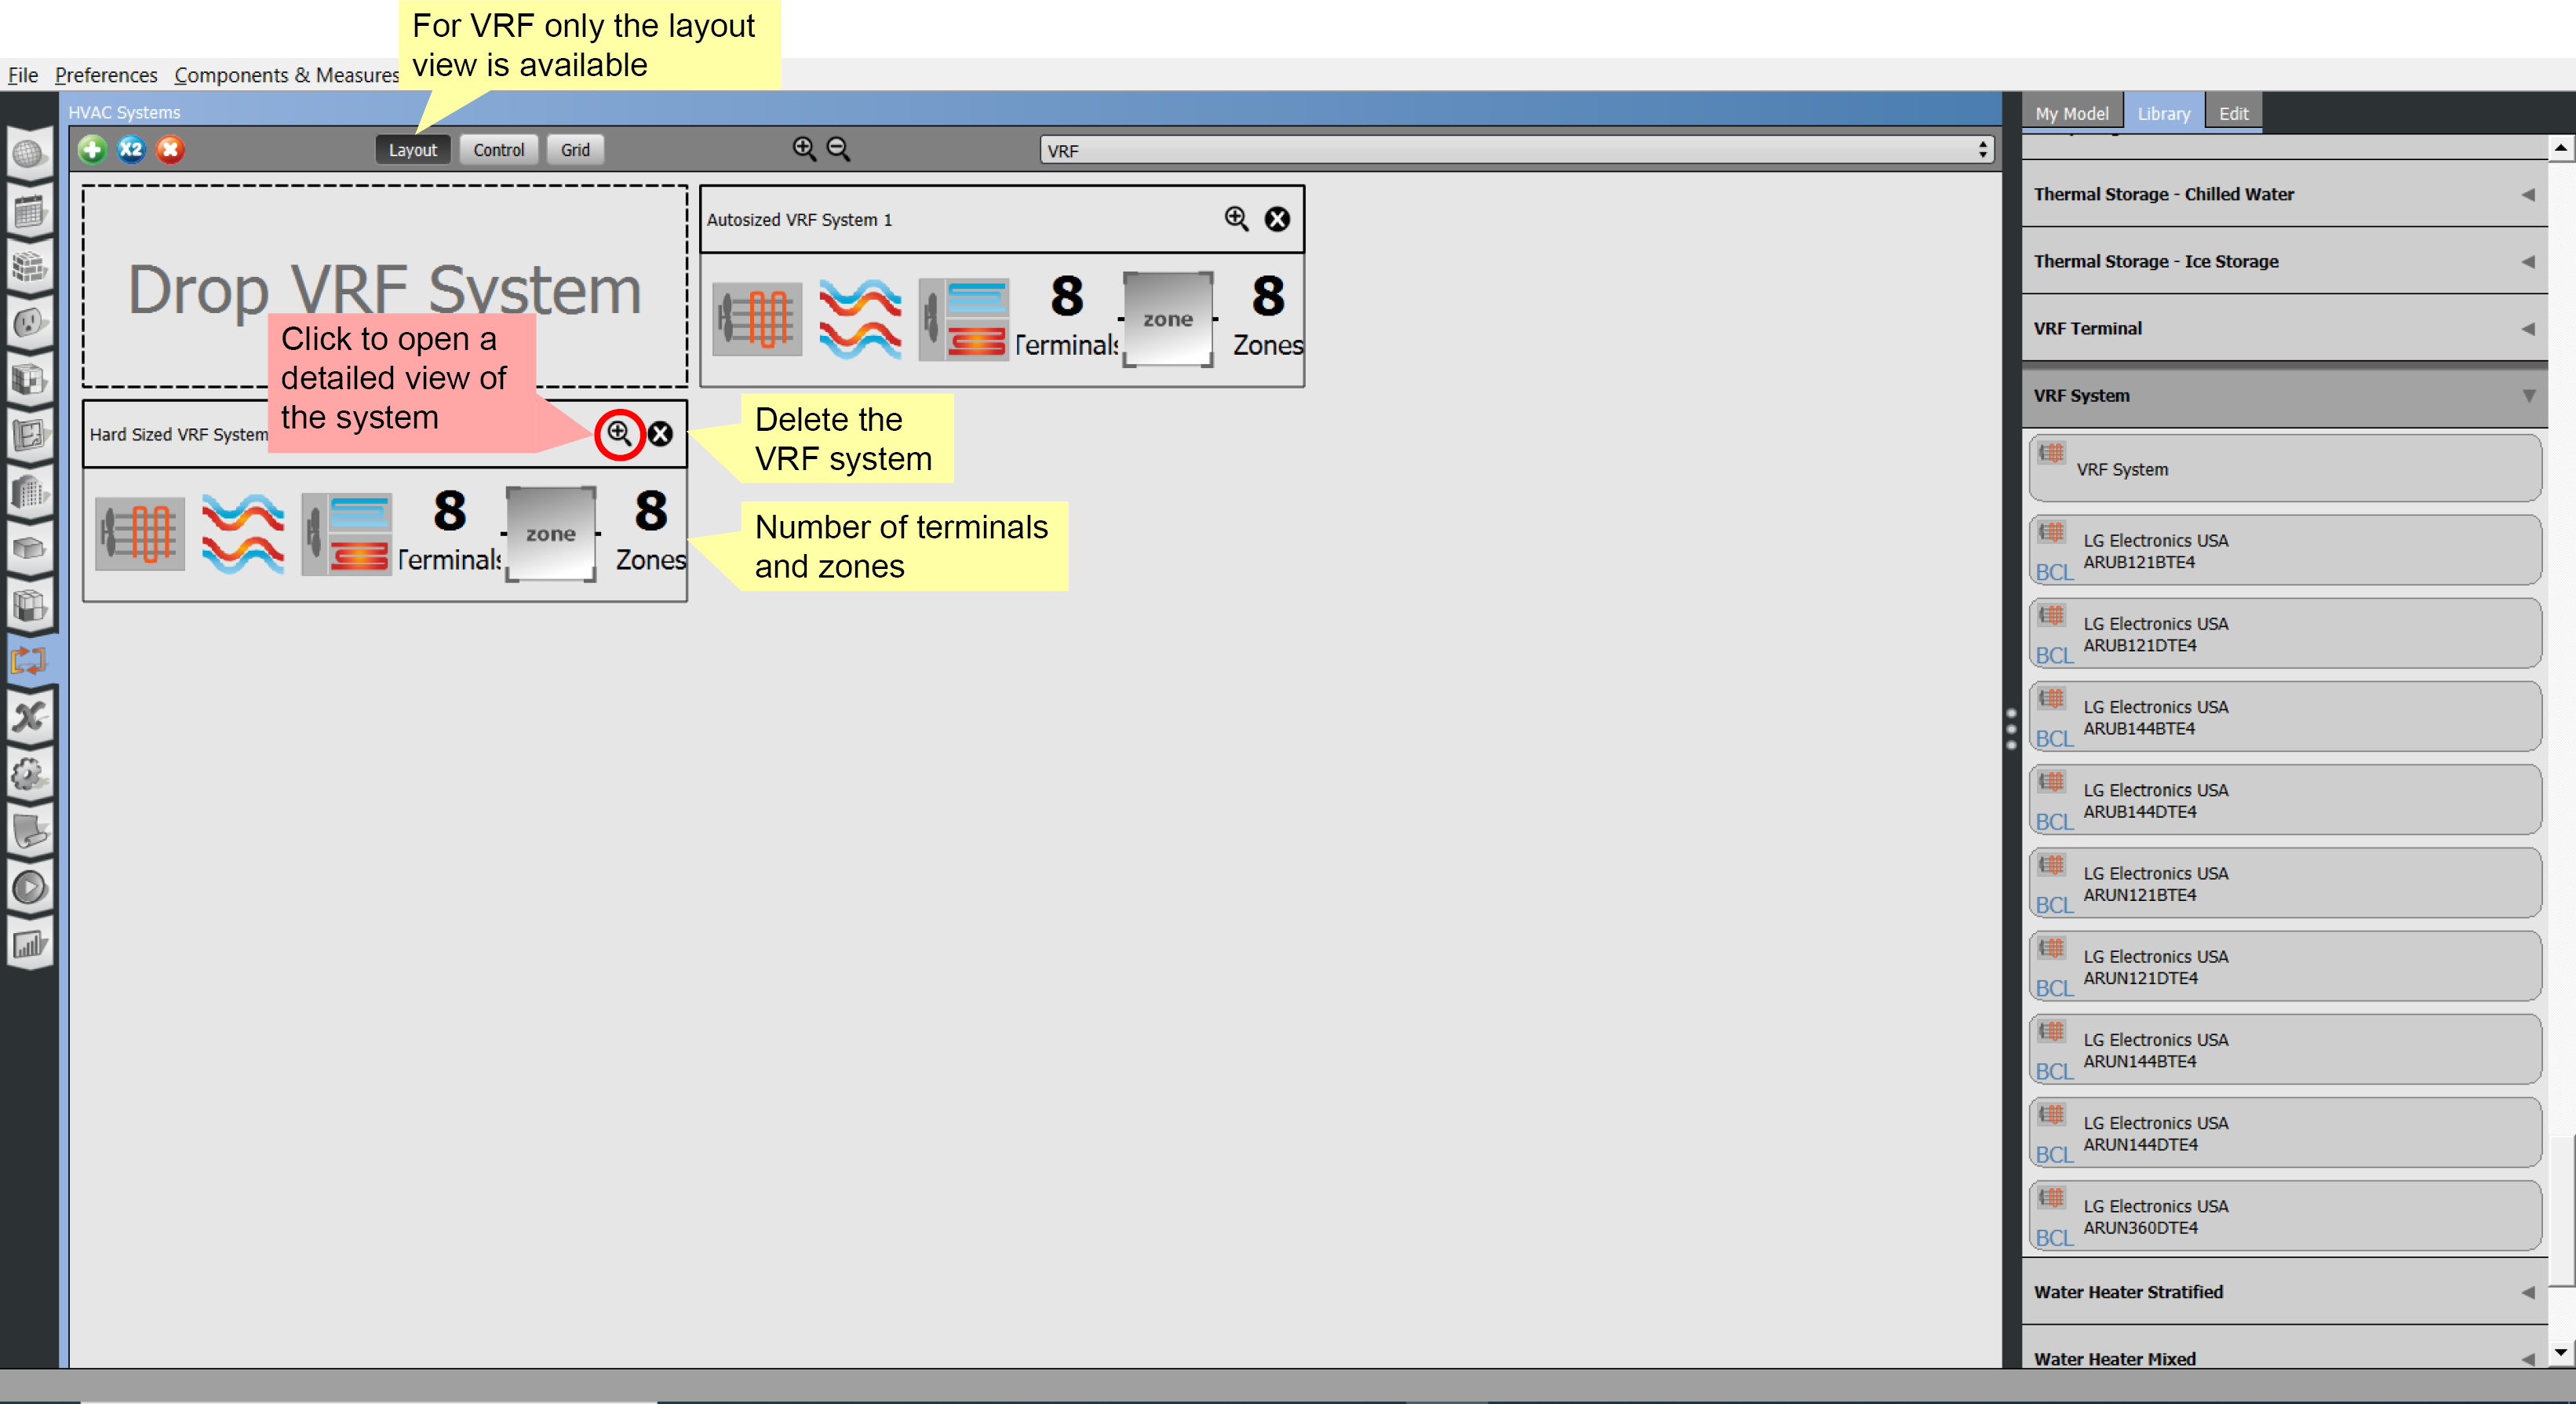 For VRF only the layout
view is available
File Preferences Components & Measures
HVAC Systems
X2
Layout Control Grid
VRF
Drop VRF System
Click to open a
detailed view of
the system
Autosized VRF System 1
8
Terminals
zone
8
Zones
Hard Sized VRF System
Delete the
VRF system
8
Terminals
zone
8
Zones
Number of terminals
and zones
My Model Library Edit
Thermal Storage - Chilled Water
Thermal Storage - Ice Storage
VRF Terminal
VRF System
VRF System
LG Electronics USA
ARUB121BTE4
BCL
LG Electronics USA
ARUB121DTE4
BCL
LG Electronics USA
ARUB144BTE4
BCL
LG Electronics USA
ARUB144DTE4
BCL
LG Electronics USA
ARUN121BTE4
BCL
LG Electronics USA
ARUN121DTE4
BCL
LG Electronics USA
ARUN144BTE4
BCL
LG Electronics USA
ARUN144DTE4
BCL
LG Electronics USA
ARUN360DTE4
BCL
Water Heater Stratified
Water Heater Mixed